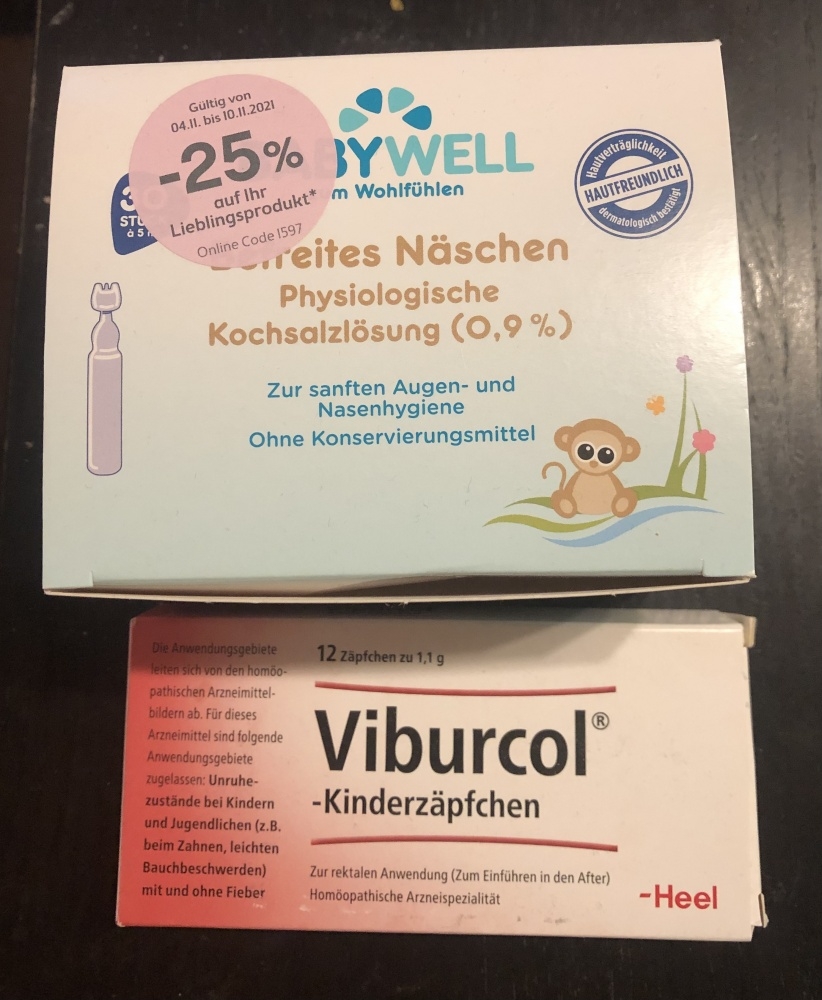 Gültig von
04.11. bis 10.11.2021
-25%
auf Ihr
Lieblingsprodukt*
Online Code 1597
BYWELL
m Wohlfühlen
Hautverträglichkeit
HAUTFREUNDLICH
dermatologisch bestätigt
Näschen
Physiologische
Kochsalzlösung (0,9 %)
Zur sanften Augen- und
Nasenhygiene
Ohne Konservierungsmittel
Die Anwendungsgebiete
leiten sich von den homöo-
pathischen Arzneimittel-
bildern ab. Für dieses
Arzneimittel sind folgende
Anwendungsgebiete
zugelassen: Unruhe-
zustände bei Kindern
und Jugendlichen (z.B.
beim Zahnen, leichten
Bauchbeschwerden)
mit und ohne Fieber
12 Zäpfchen zu 1,1 g
Viburcol®
-Kinderzäpfchen
Zur rektalen Anwendung (Zum Einführen in den After)
Homöopathische Arzneispezialität
-Heel